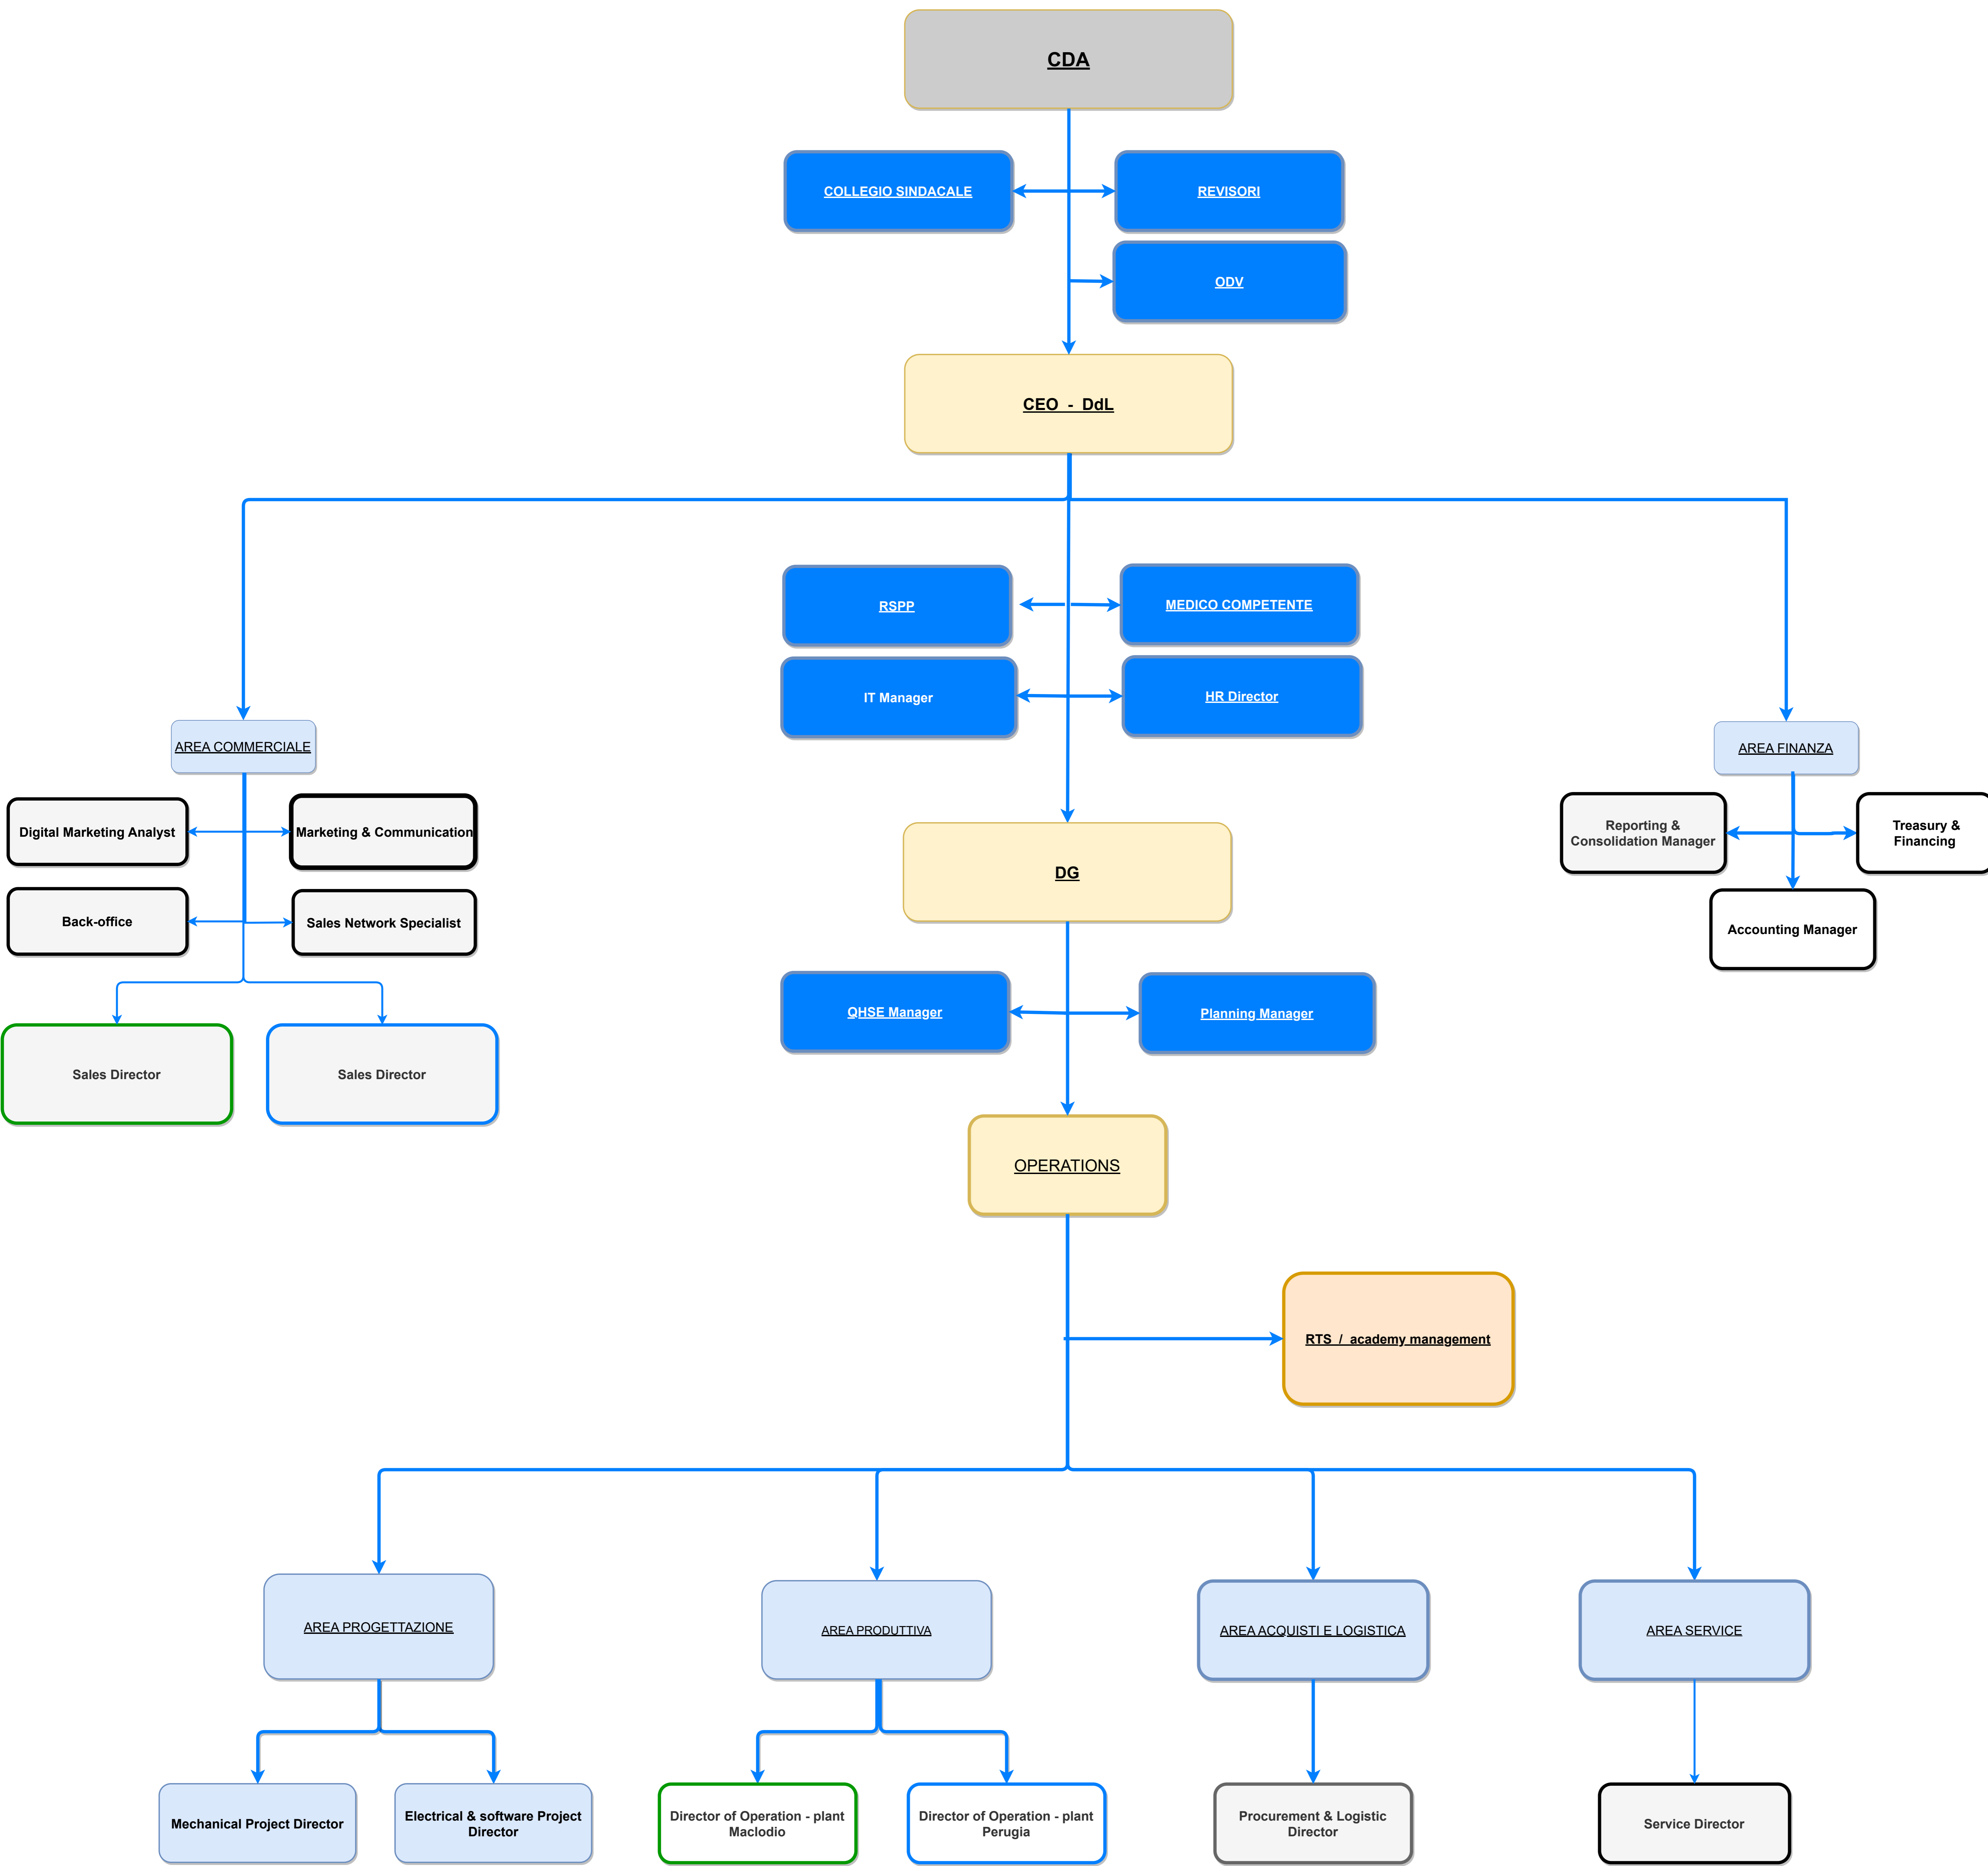 CDA
COLLEGIO SINDACALE
REVISORI
ODV
CEO - DdL
RSPP
MEDICO COMPETENTE
IT Manager
HR Director
AREA COMMERCIALE
AREA FINANZA
Digital Marketing Analyst
Marketing & Communication
Reporting &
Consolidation Manager
Treasury &
Financing
DG
Back-office
Sales Network Specialist
Accounting Manager
QHSE Manager
Planning Manager
Sales Director
Sales Director
OPERATIONS
RTS / academy management
AREA PROGETTAZIONE
AREA PRODUTTIVA
AREA ACQUISTI E LOGISTICA
AREA SERVICE
Mechanical Project Director
Electrical & software Project
Director
Director of Operation - plant
Maclodio
Director of Operation - plant
Perugia
Procurement & Logistic
Director
Service Director